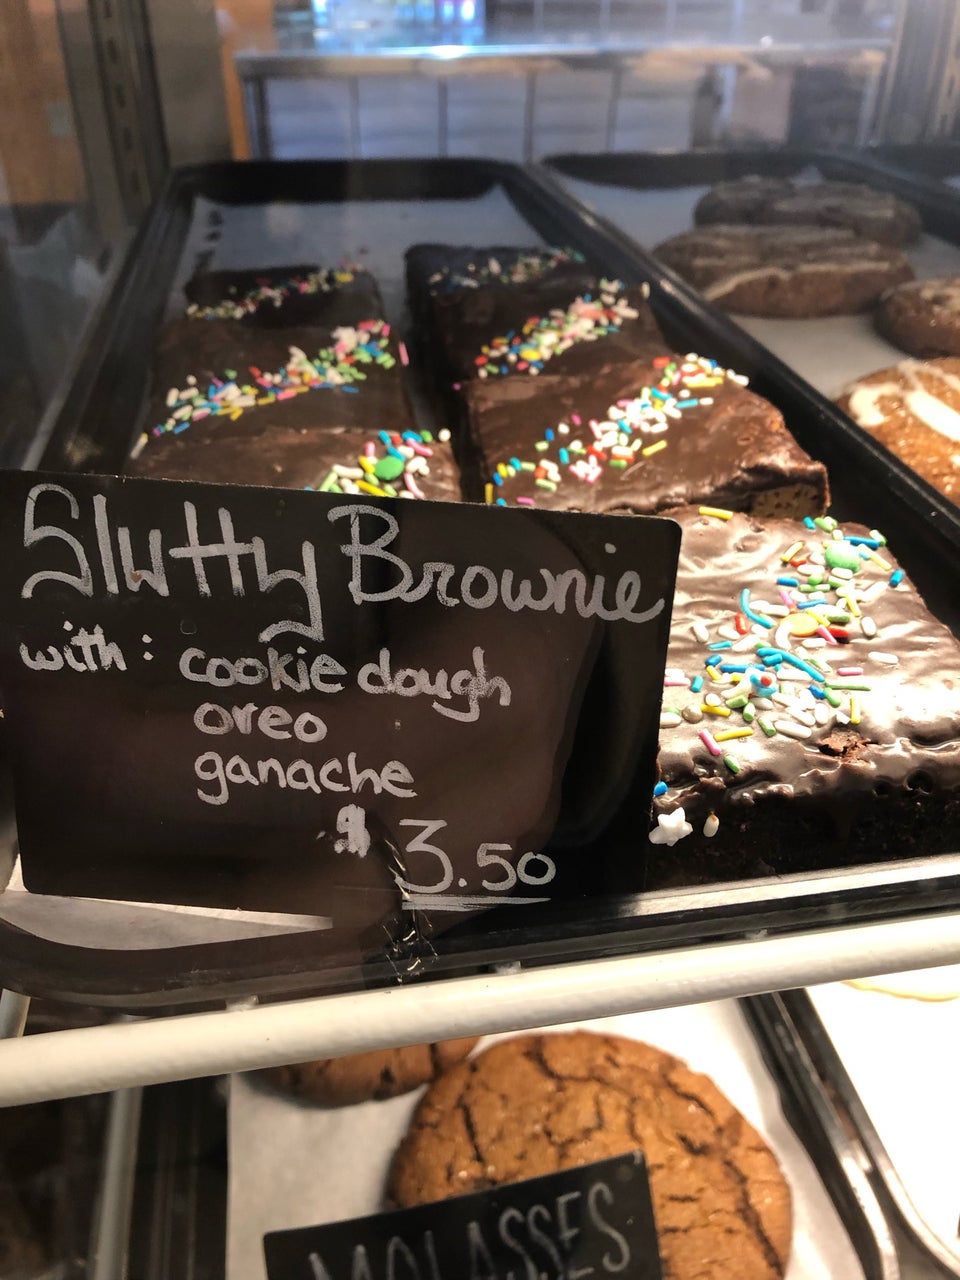 Slutty Brownie
with: cookie dough
oreo
ganache
$3.50
MOLASSES